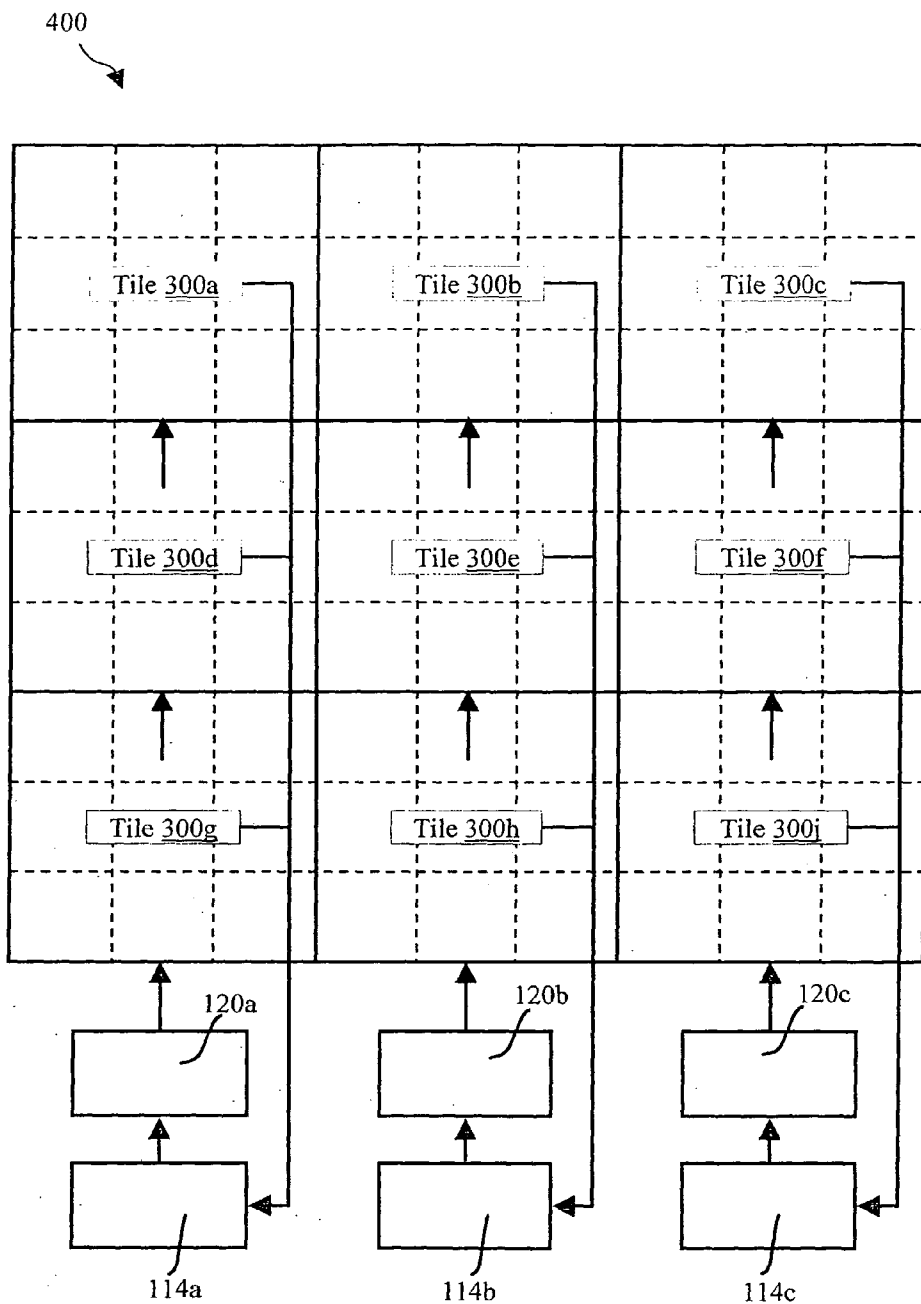 400
Tile 300a
Tile 300b
Tile 300c
Tile 300d
Tile 300e
Tile 300f
Tile 300g
Tile 300h
Tile 300j
120a
120b
120c
114a
114b
114c